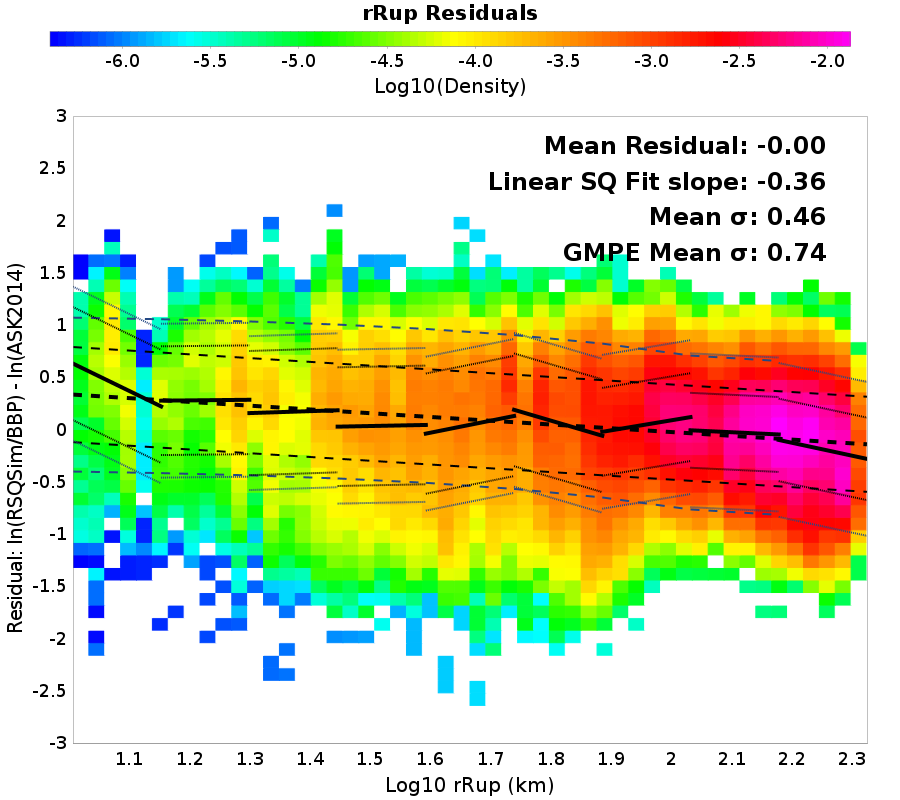 rRup Residuals
-6.0 -5.5 -5.0 -4.5 -4.0 -3.5 -3.0 -2.5 -2.0
Log10(Density)
Mean Residual: -0.00
Linear SQ Fit slope: -0.36
Mean σ: 0.46
GMPE Mean σ: 0.74
3
2.5
2
1.5
1
0.5
0
-0.5
-1
-1.5
-2
-2.5
-3
Residual: ln(RSQSim/BBP) - ln(ASK2014)
1.1 1.2 1.3 1.4 1.5 1.6 1.7 1.8 1.9 2 2.1 2.2 2.3
Log10 rRup (km)